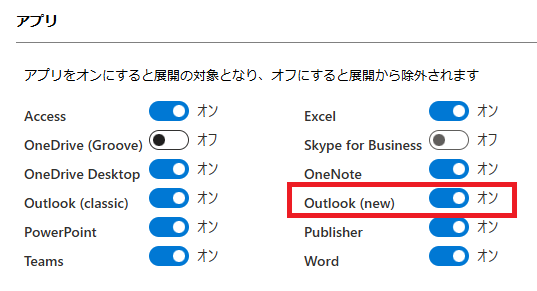 アプリ
アプリをオンにすると展開の対象となり、オフにすると展開から除外されます
Access オン Excel オン
OneDrive (Groove) オフ Skype for Business オフ
OneDrive Desktop オン OneNote オン
Outlook (classic) オン Outlook (new) オン
PowerPoint オン Publisher オン
Teams オン Word オン